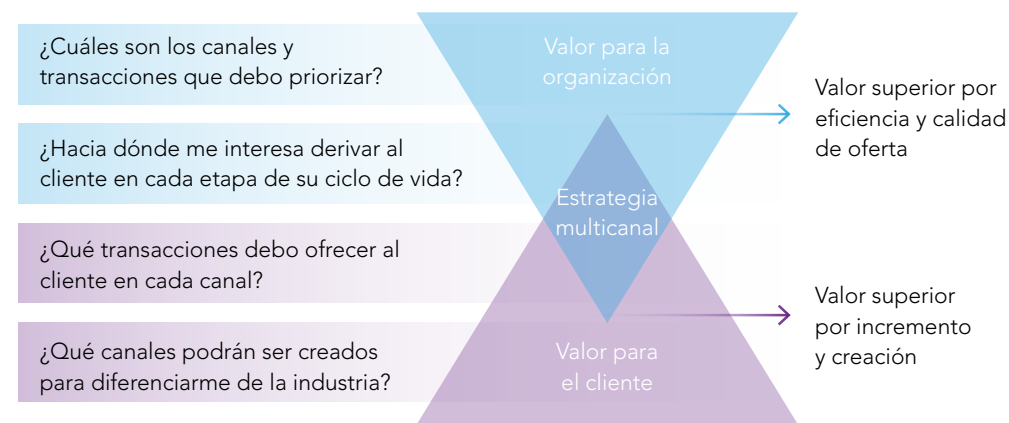 ¿Cuáles son los canales y
transacciones que debo priorizar?
¿Hacia dónde me interesa derivar al
cliente en cada etapa de su ciclo de vida?
¿Qué transacciones debo ofrecer al
cliente en cada canal?
¿Qué canales podrán ser creados
para diferenciarme de la industria?
Valor para la
organización
Estrategia
multicanal
Valor para
el cliente
Valor superior por
eficiencia y calidad
de oferta
Valor superior
por incremento
y creación